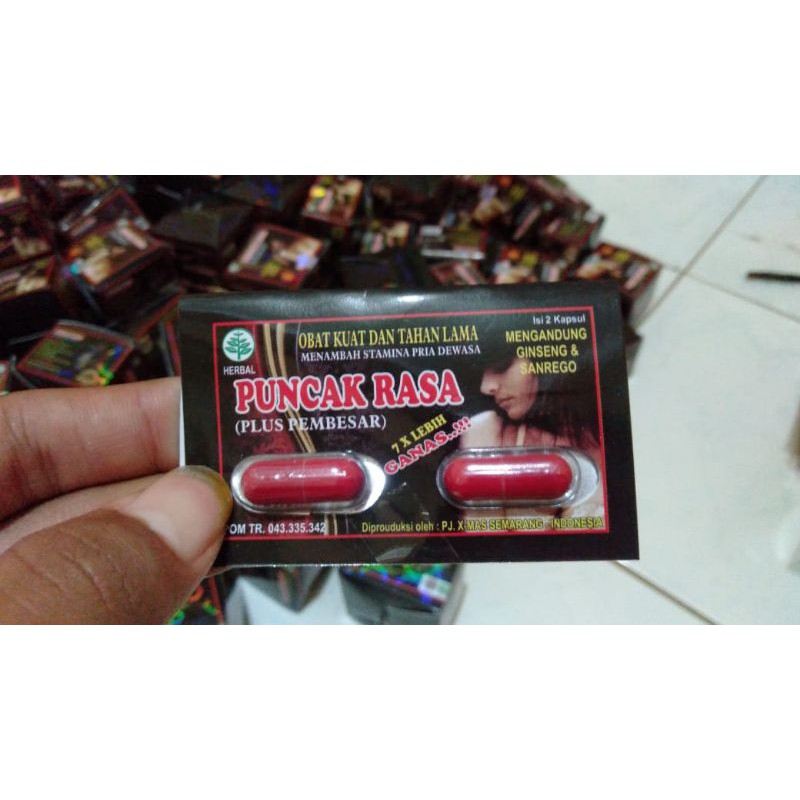 Isi 2 Kapsul
OBAT KUAT DAN TAHAN LAMA
MENAMBAH STAMINA PRIA DEWASA
MENGANDUNG
GINSENG &
SANREGO
HERBAL
PUNCAK RASA
(PLUS PEMBESAR)
7 X LEBIH
GANAS..!!!
OM TR. 043.335.342
Diprouduksi oleh : PJ. X-MAS SEMARANG - INDONESIA